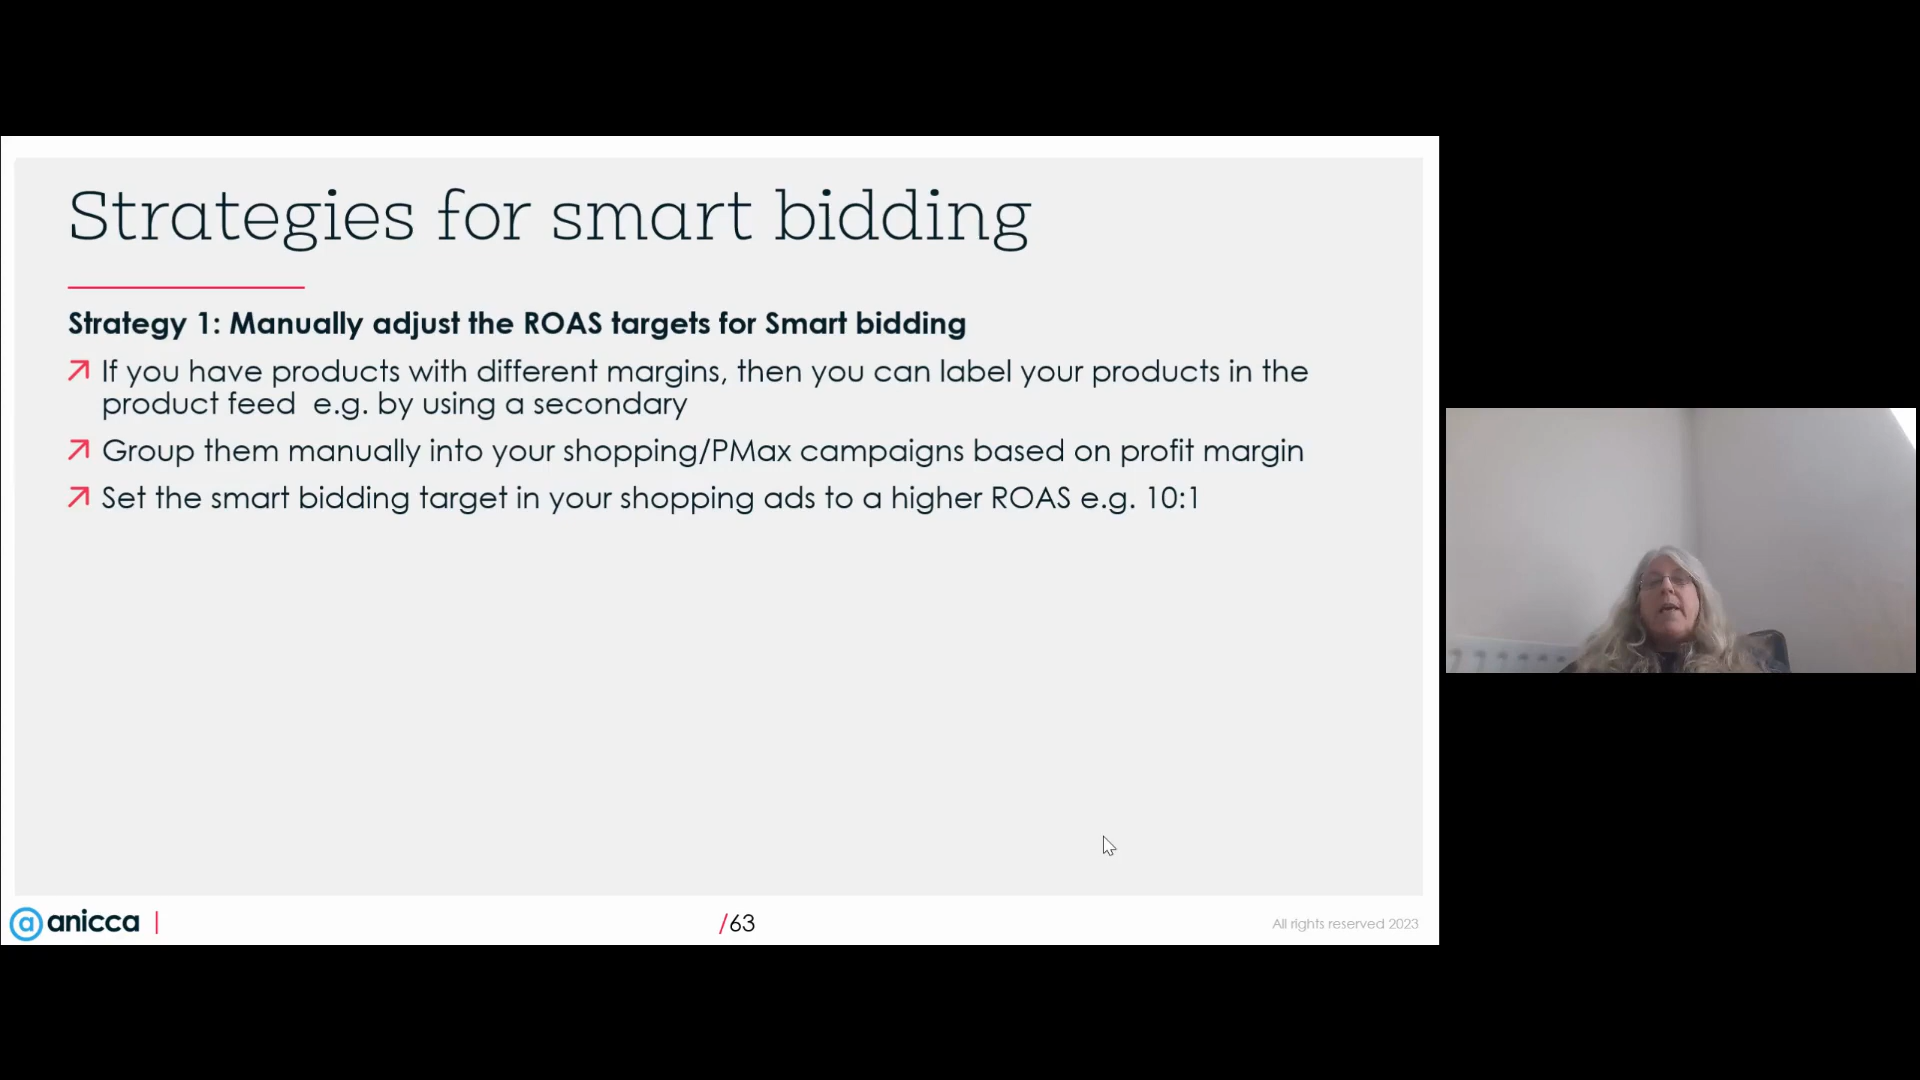 Strategies for smart bidding
Strategy 1: Manually adjust the ROAS targets for Smart bidding
If you have products with different margins, then you can label your products in the
product feed  e.g. by using a secondary
Group them manually into your shopping/PMax campaigns based on profit margin
Set the smart bidding target in your shopping ads to a higher ROAS e.g. 10:1
@ anicca |
/63
All rights reserved 2023